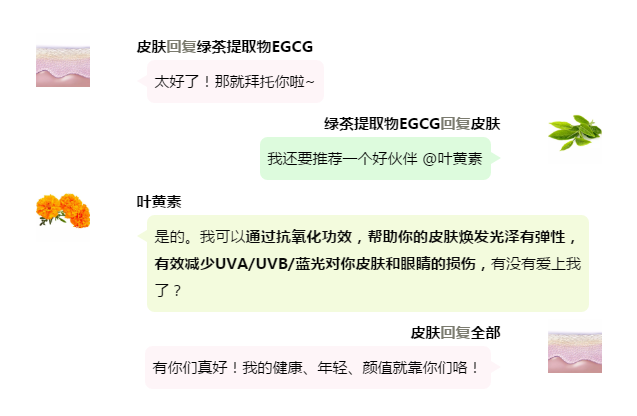 皮肤回复绿茶提取物EGCG
太好了！那就拜托你啦~
绿茶提取物EGCG回复皮肤
我还要推荐一个好伙伴 @叶黄素
叶黄素
是的。我可以通过抗氧化功效，帮助你的皮肤焕发光泽有弹性，
有效减少UVA/UVB/蓝光对你皮肤和眼睛的损伤，有没有爱上我
了？
皮肤回复全部
有你们真好！我的健康、年轻、颜值就靠你们咯！